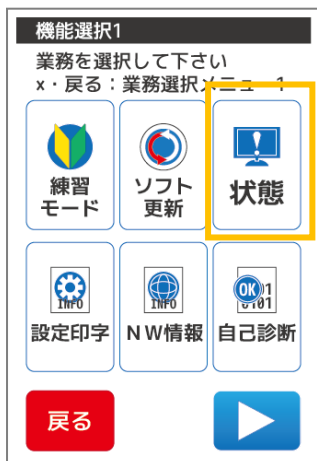 機能選択1
業務を選択して下さい
x・戻る：業務選択メニュー1
練習
モード
ソフト
更新
状態
INFO
設定印字
INFO
NW情報
OK
0101
自己診断
戻る